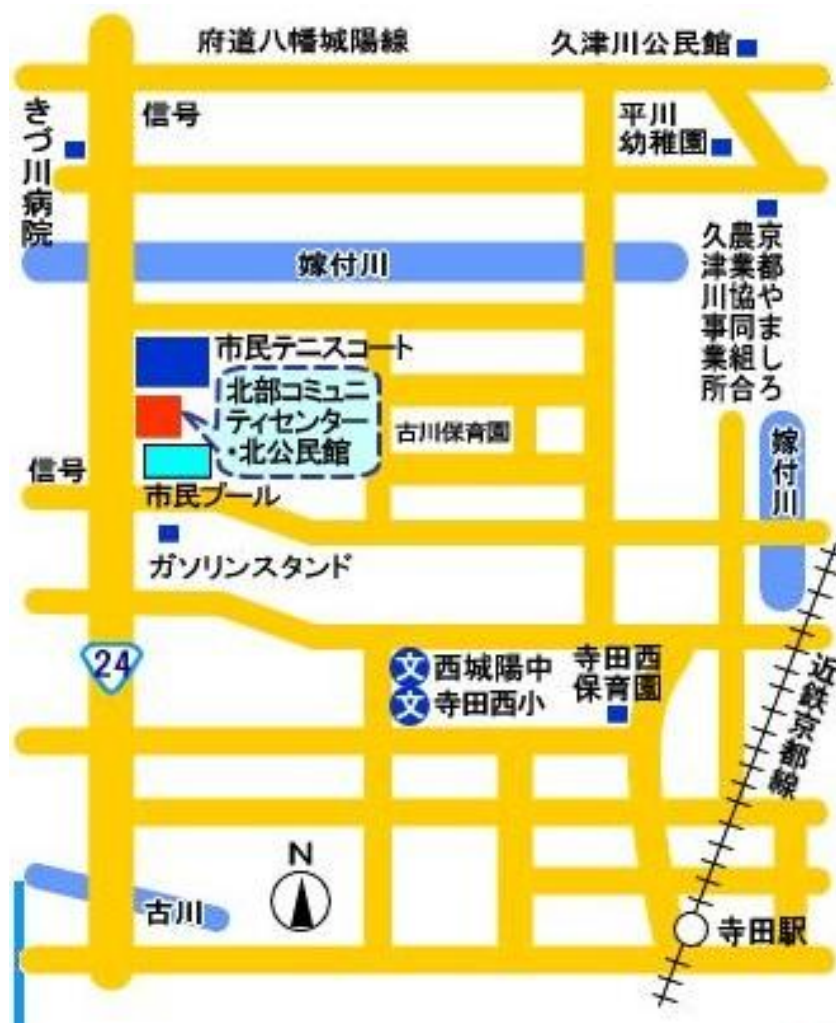 府道八幡城陽線
久津川公民館
きづ川病院
信号
平川
幼稚園
京都やましろ
農業協同組合
久津川事業所
嫁付川
市民テニスコート
北部コミュニ
ティセンター
・北公民館
古川保育園
嫁付川
信号
市民プール
ガソリンスタンド
24
西城陽中
寺田西小
文
文
寺田西
保育園
近鉄京都線
N
古川
寺田駅